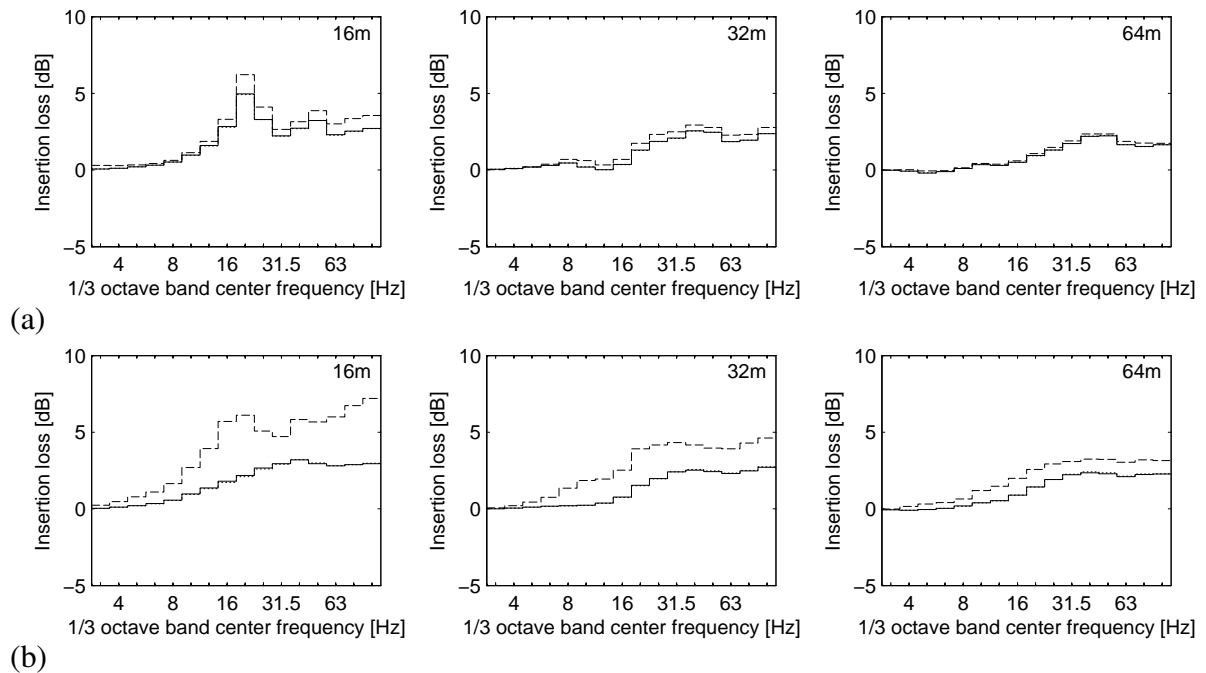 10
5
0
−5
Insertion loss [dB]
16m
4 8 16 31.5 63
1/3 octave band center frequency [Hz]
10
5
0
−5
Insertion loss [dB]
32m
4 8 16 31.5 63
1/3 octave band center frequency [Hz]
10
5
0
−5
Insertion loss [dB]
64m
4 8 16 31.5 63
1/3 octave band center frequency [Hz]
(a)
10
5
0
−5
Insertion loss [dB]
16m
4 8 16 31.5 63
1/3 octave band center frequency [Hz]
10
5
0
−5
Insertion loss [dB]
32m
4 8 16 31.5 63
1/3 octave band center frequency [Hz]
10
5
0
−5
Insertion loss [dB]
64m
4 8 16 31.5 63
1/3 octave band center frequency [Hz]
(b)